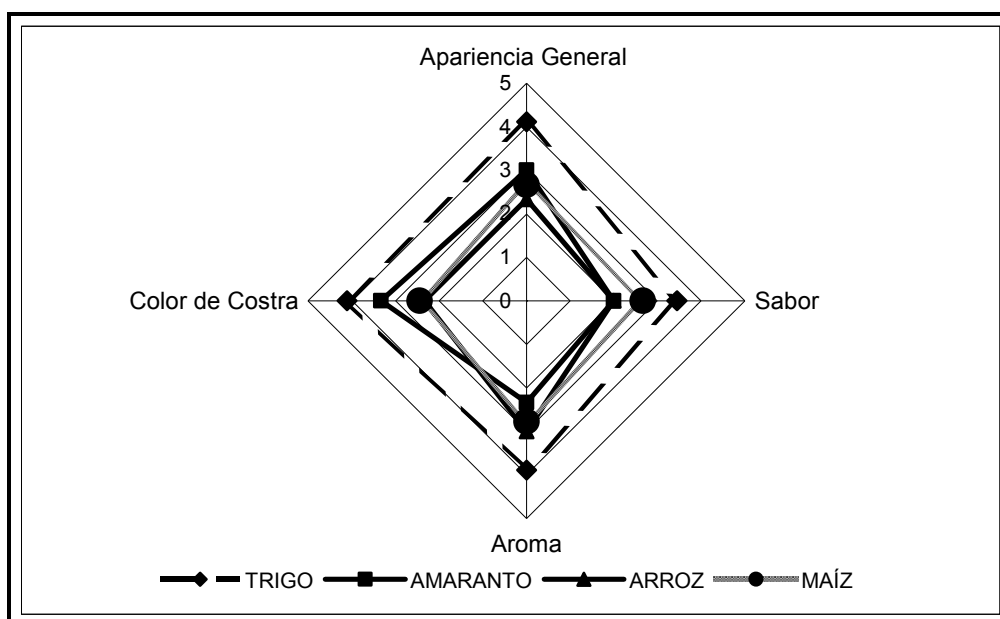 Apariencia General
5
4
3
2
1
0
Color de Costra
Sabor
Aroma
TRIGO AMARANTO ARROZ MAÍZ